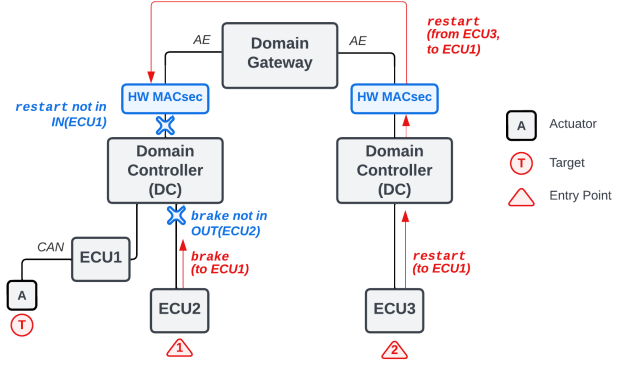 restart
(from ECU3,
to ECU1)
AE
Domain
Gateway
AE
HW MACsec
HW MACsec
restart not in
IN(ECU1)
A
Actuator
Domain
Controller
(DC)
Domain
Controller
(DC)
T
Target
Entry Point
brake not in
OUT(ECU2)
CAN
ECU1
brake
(to ECU1)
restart
(to ECU1)
A
ECU2
ECU3
T
1
2